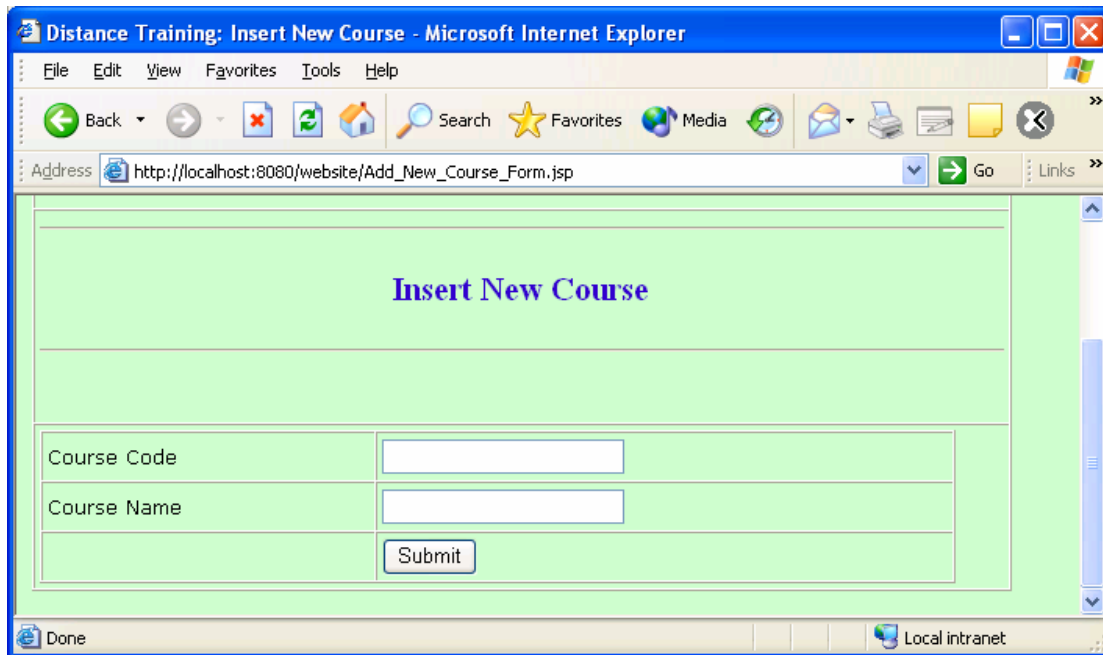 Distance Training: Insert New Course - Microsoft Internet Explorer
File Edit View Favorites Tools Help
Back Search Favorites Media »
Address http://localhost:8080/website/Add_New_Course_Form.jsp Go Links »
Insert New Course
Course Code
Course Name
Submit
Done Local intranet